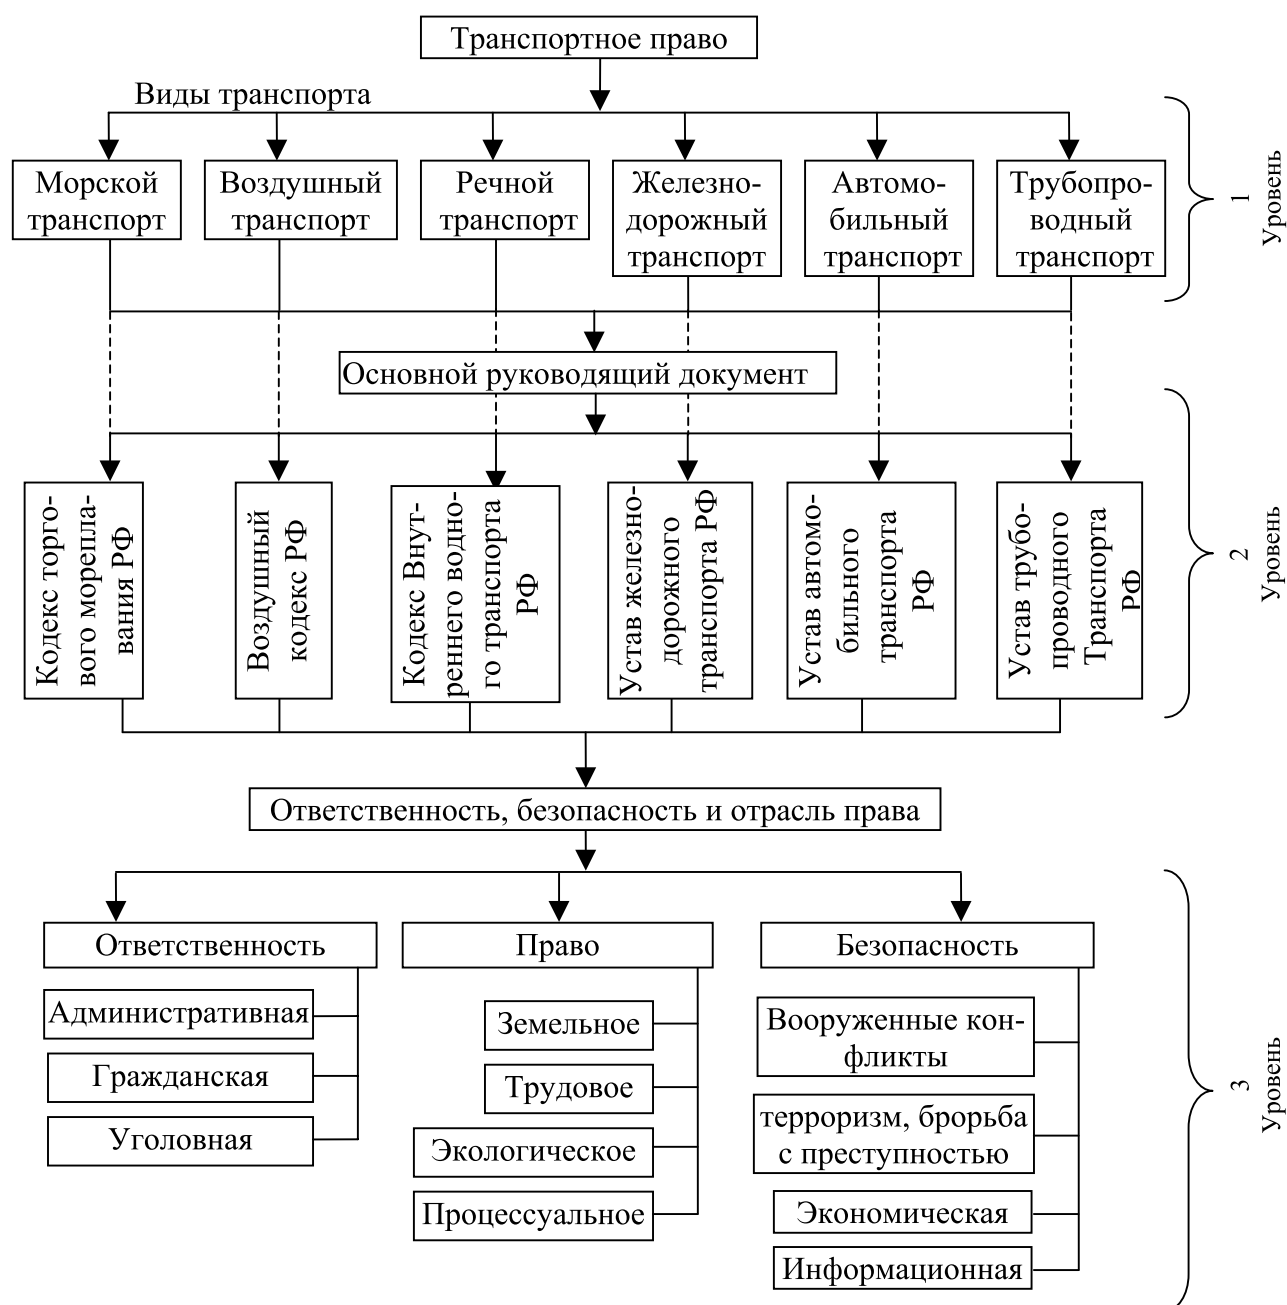 Транспортное право
Виды транспорта
Морской
транспорт
Воздушный
транспорт
Речной
транспорт
Железно-
дорожный
транспорт
Автомо-
бильный
транспорт
Трубопро-
водный
транспорт
1
Уровень
Основной руководящий документ
Кодекс торго-
вого морепла-
вания РФ
Воздушный
кодекс РФ
Кодекс Внут-
реннего водно-
го транспорта
РФ
Устав железно-
дорожного
транспорта РФ
Устав автомо-
бильного
транспорта
РФ
Устав трубо-
проводного
Транспорта
РФ
2
Уровень
Ответственность, безопасность и отрасль права
Ответственность
Административная
Гражданская
Уголовная
Право
Земельное
Трудовое
Экологическое
Процессуальное
Безопасность
Вооруженные кон-
фликты
терроризм, брорьба
с преступностью
Экономическая
Информационная
3
Уровень